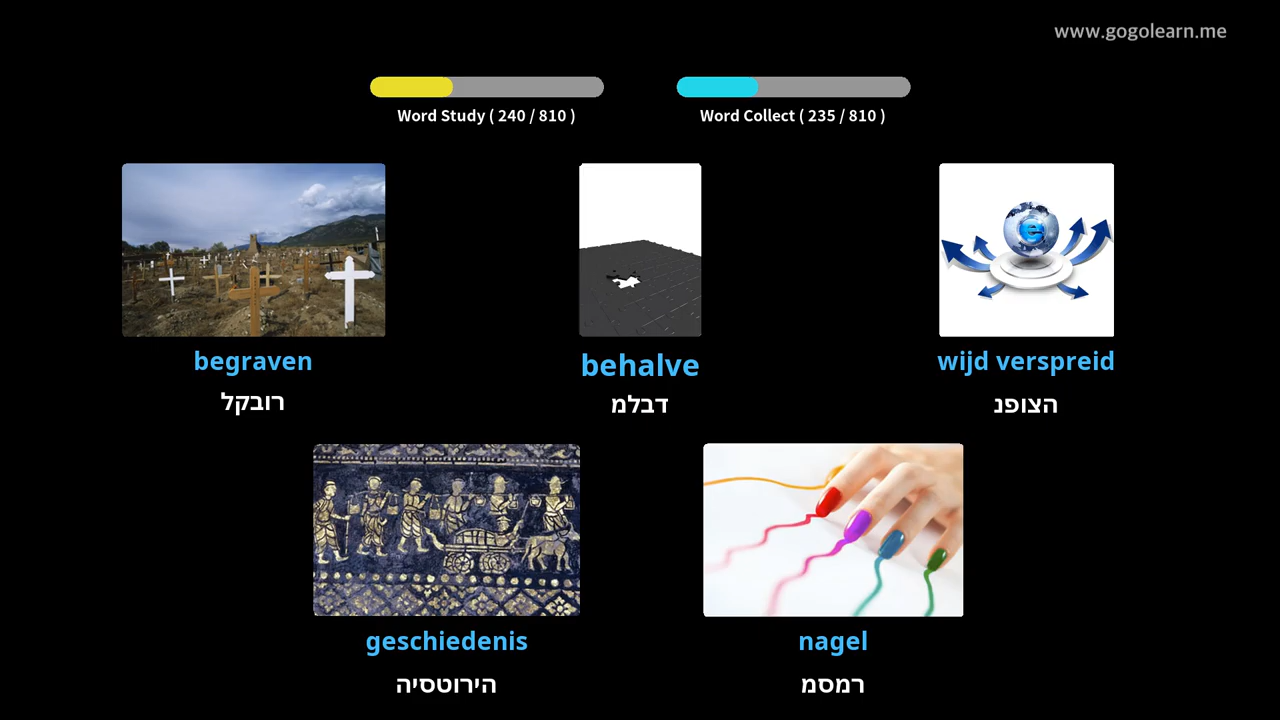 www.gogolearn.me
Word Study ( 240 / 810 )
Word Collect ( 235 / 810 )
begraven
רובקל
behalve
דבלמ
wijd verspreid
הצופנ
geschiedenis
הירוטסיה
nagel
רמסמ